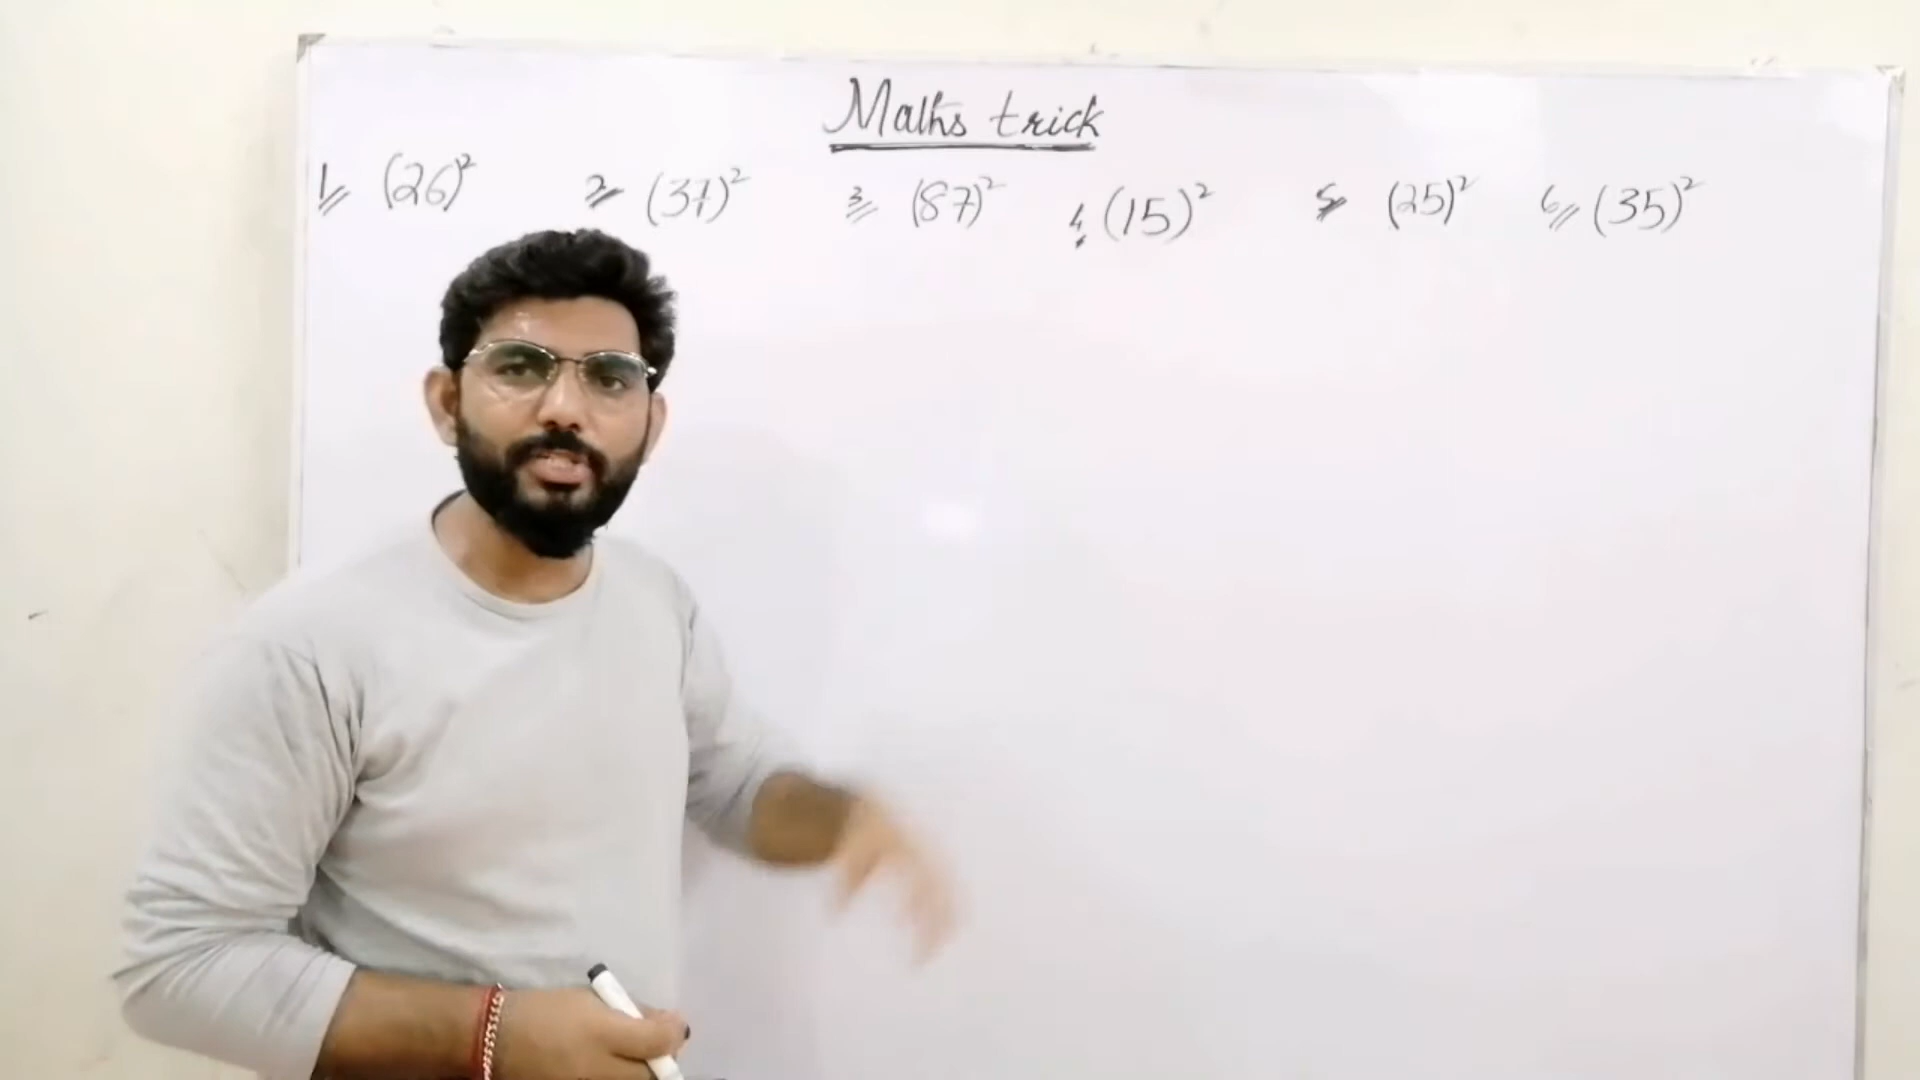 Maths trick
1, (26)² 2, (37)² 3, (87)² 4, (15)² 5, (25)² 6, (35)²